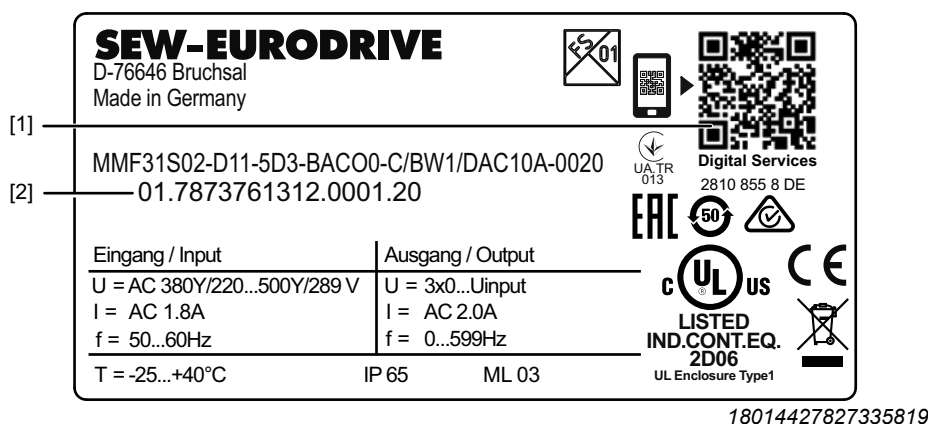 SEW-EURODRIVE
D-76646 Bruchsal
Made in Germany
FS 01
[1]
MMF31S02-D11-5D3-BACO0-C/BW1/DAC10A-0020
[2] 01.7873761312.0001.20
UA.TR
013
Digital Services
2810 855 8 DE
EAC 50
Eingang / Input
U = AC 380Y/220...500Y/289 V
I = AC 1.8A
f = 50...60Hz
Ausgang / Output
U = 3x0...Uinput
I = AC 2.0A
f = 0...599Hz
T = -25...+40°C IP 65 ML 03
C UL ® US CE
LISTED
IND.CONT.EQ.
2D06
UL Enclosure Type1
18014427827335819